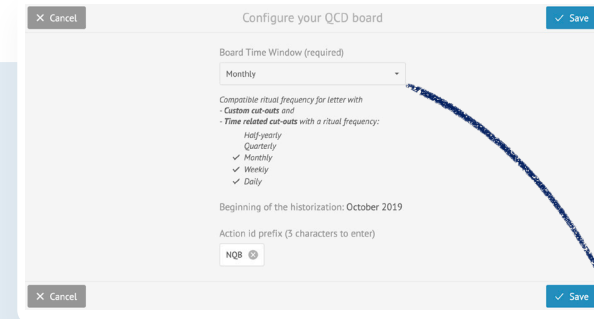 ✕ Cancel
Configure your QCD board
✓ Save
Board Time Window (required)
Monthly
Compatible ritual frequency for letter with
- Custom cut-outs and
- Time related cut-outs with a ritual frequency:
Half-yearly
Quarterly
✓ Monthly
✓ Weekly
✓ Daily
Beginning of the historization: October 2019
Action id prefix (3 characters to enter)
NQB
✕ Cancel
✓ Save